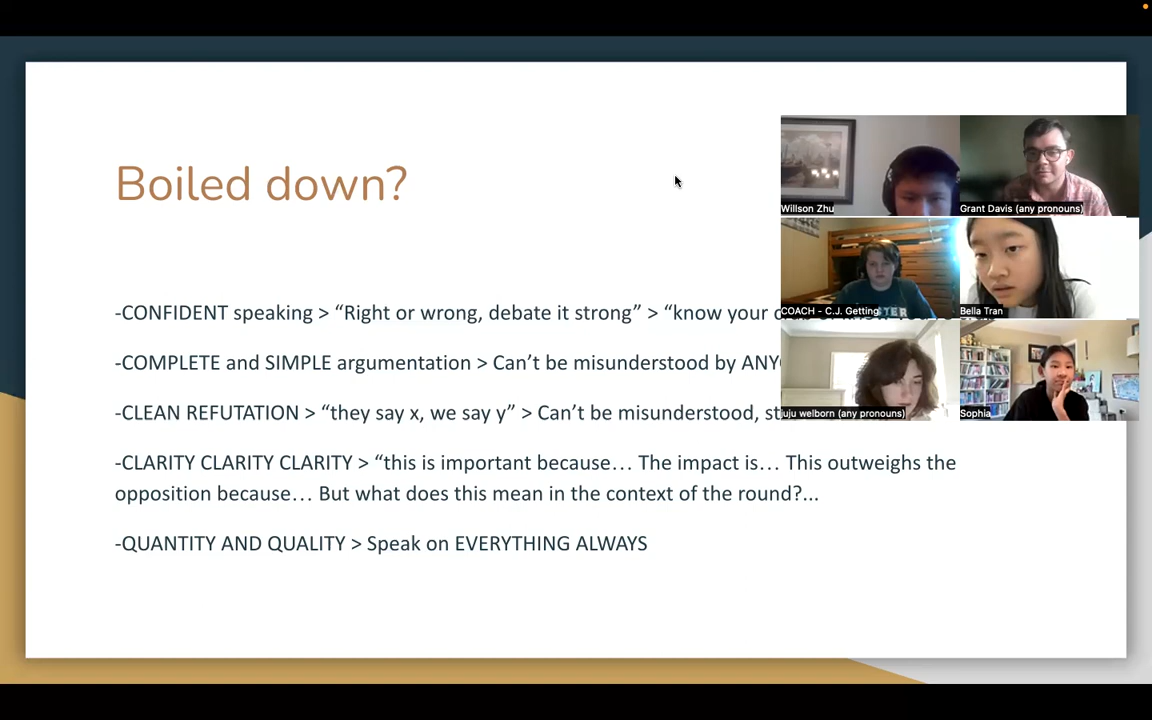 Boiled down?
-CONFIDENT speaking > “Right or wrong, debate it strong” > “know your
-COMPLETE and SIMPLE argumentation > Can’t be misunderstood by
-CLEAN REFUTATION > “they say x, we say y” > Can’t be misunderstood,
-CLARITY CLARITY CLARITY > “this is important because… The impact is… This outweighs the
opposition because… But what does this mean in the context of the round?...
-QUANTITY AND QUALITY > Speak on EVERYTHING ALWAYS
Willson Zhu
Grant Davis (any pronouns)
COACH - C.J. Getting
Bella Tran
welborn (any pronouns)
Sophia